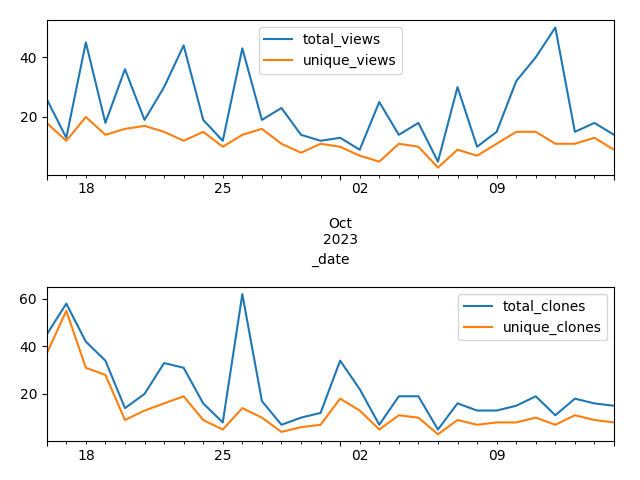 total_views
unique_views
40
20
18 25 02 09
Oct
2023
_date
total_clones
unique_clones
60
40
20
18 25 02 09